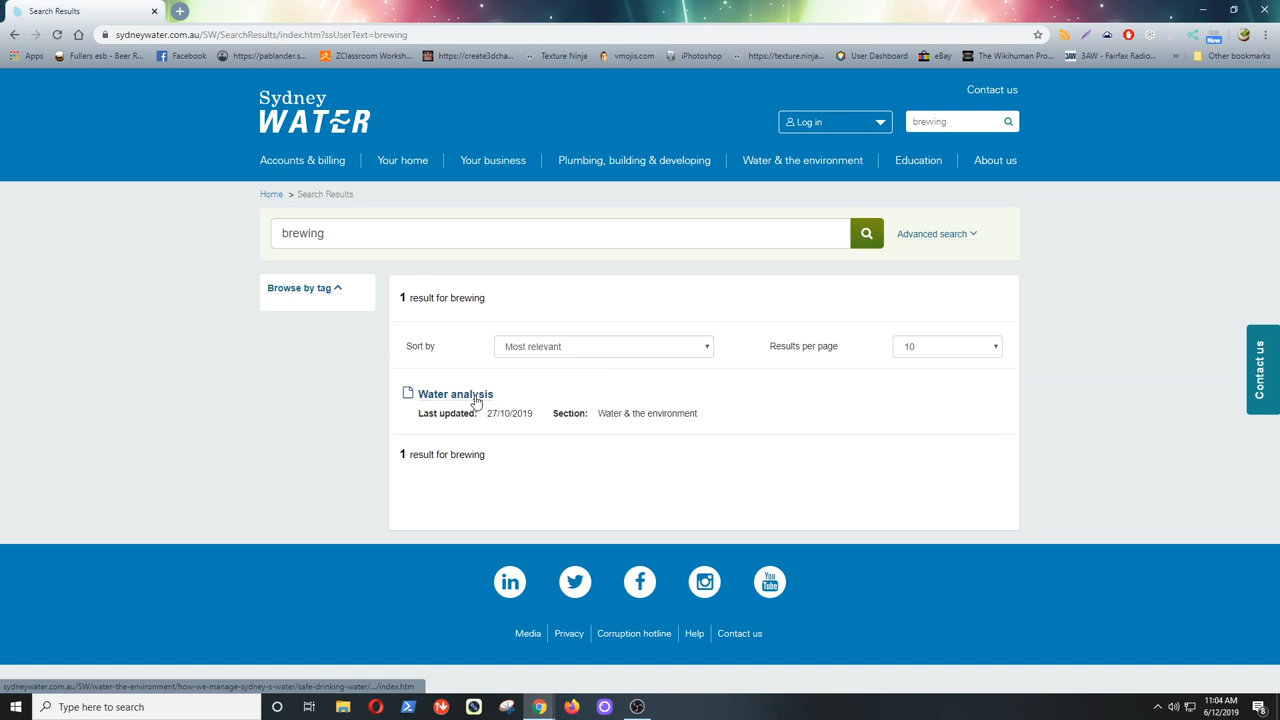 Search Results
sydneywater.com.au/SW/SearchResults/index.htm?ssUserText=brewing
New
Apps
Fullers esb - Beer R...
Facebook
https://pablander.s...
ZClassroom Worksh...
https://create3dcha...
Texture Ninja
vmojis.com
iPhotoshop
https://texture.ninja...
User Dashboard
eBay
The Wikihuman Pro...
3AW
3AW - Fairfax Radio...
»
Other bookmarks
Sydney
WATER
Contact us
Log in
brewing
Accounts & billing
Your home
Your business
Plumbing, building & developing
Water & the environment
Education
About us
Home > Search Results
brewing
Advanced search
Browse by tag
1 result for brewing
Sort by
Most relevant
Results per page
10
Water analysis
Last updated: 27/10/2019 Section: Water & the environment
1 result for brewing
Contact us
in
f
You
Tube
Media
Privacy
Corruption hotline
Help
Contact us
sydneywater.com.au/SW/water-the-environment/how-we-manage-sydney-s-water/safe-drinking-water/.../index.htm
Type here to search
11:04 AM
6/12/2019
8